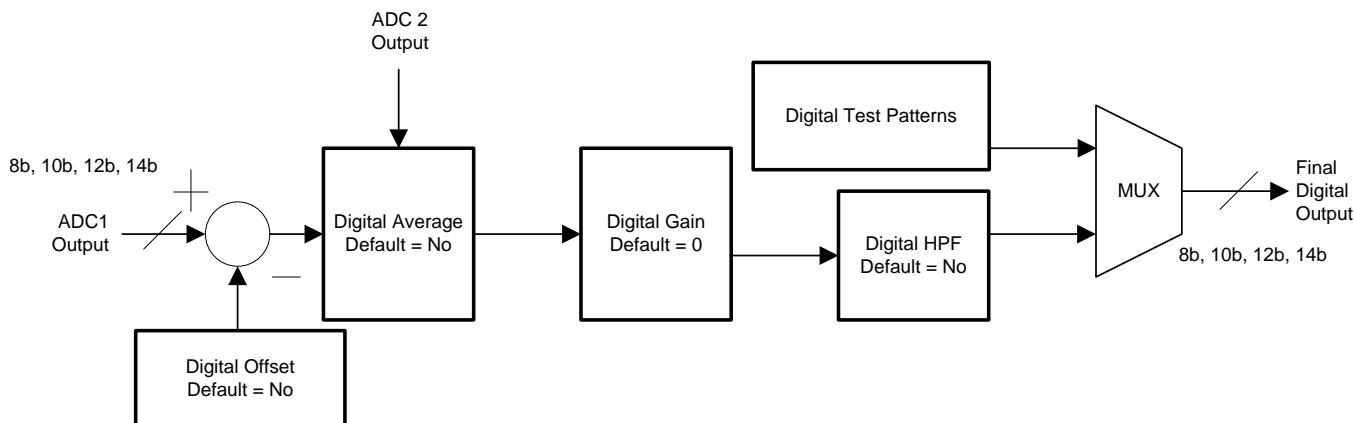 ADC 2
Output
Digital Test Patterns
8b, 10b, 12b, 14b
+
ADC1
Output
Digital Average
Default = No
Digital Gain
Default = 0
Digital HPF
Default = No
MUX
Final
Digital
Output
8b, 10b, 12b, 14b
−
Digital Offset
Default = No